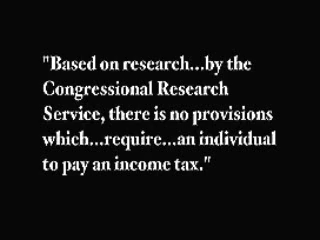 "Based on research...by the
Congressional Research
Service, there is no provisions
which...require...an individual
to pay an income tax."